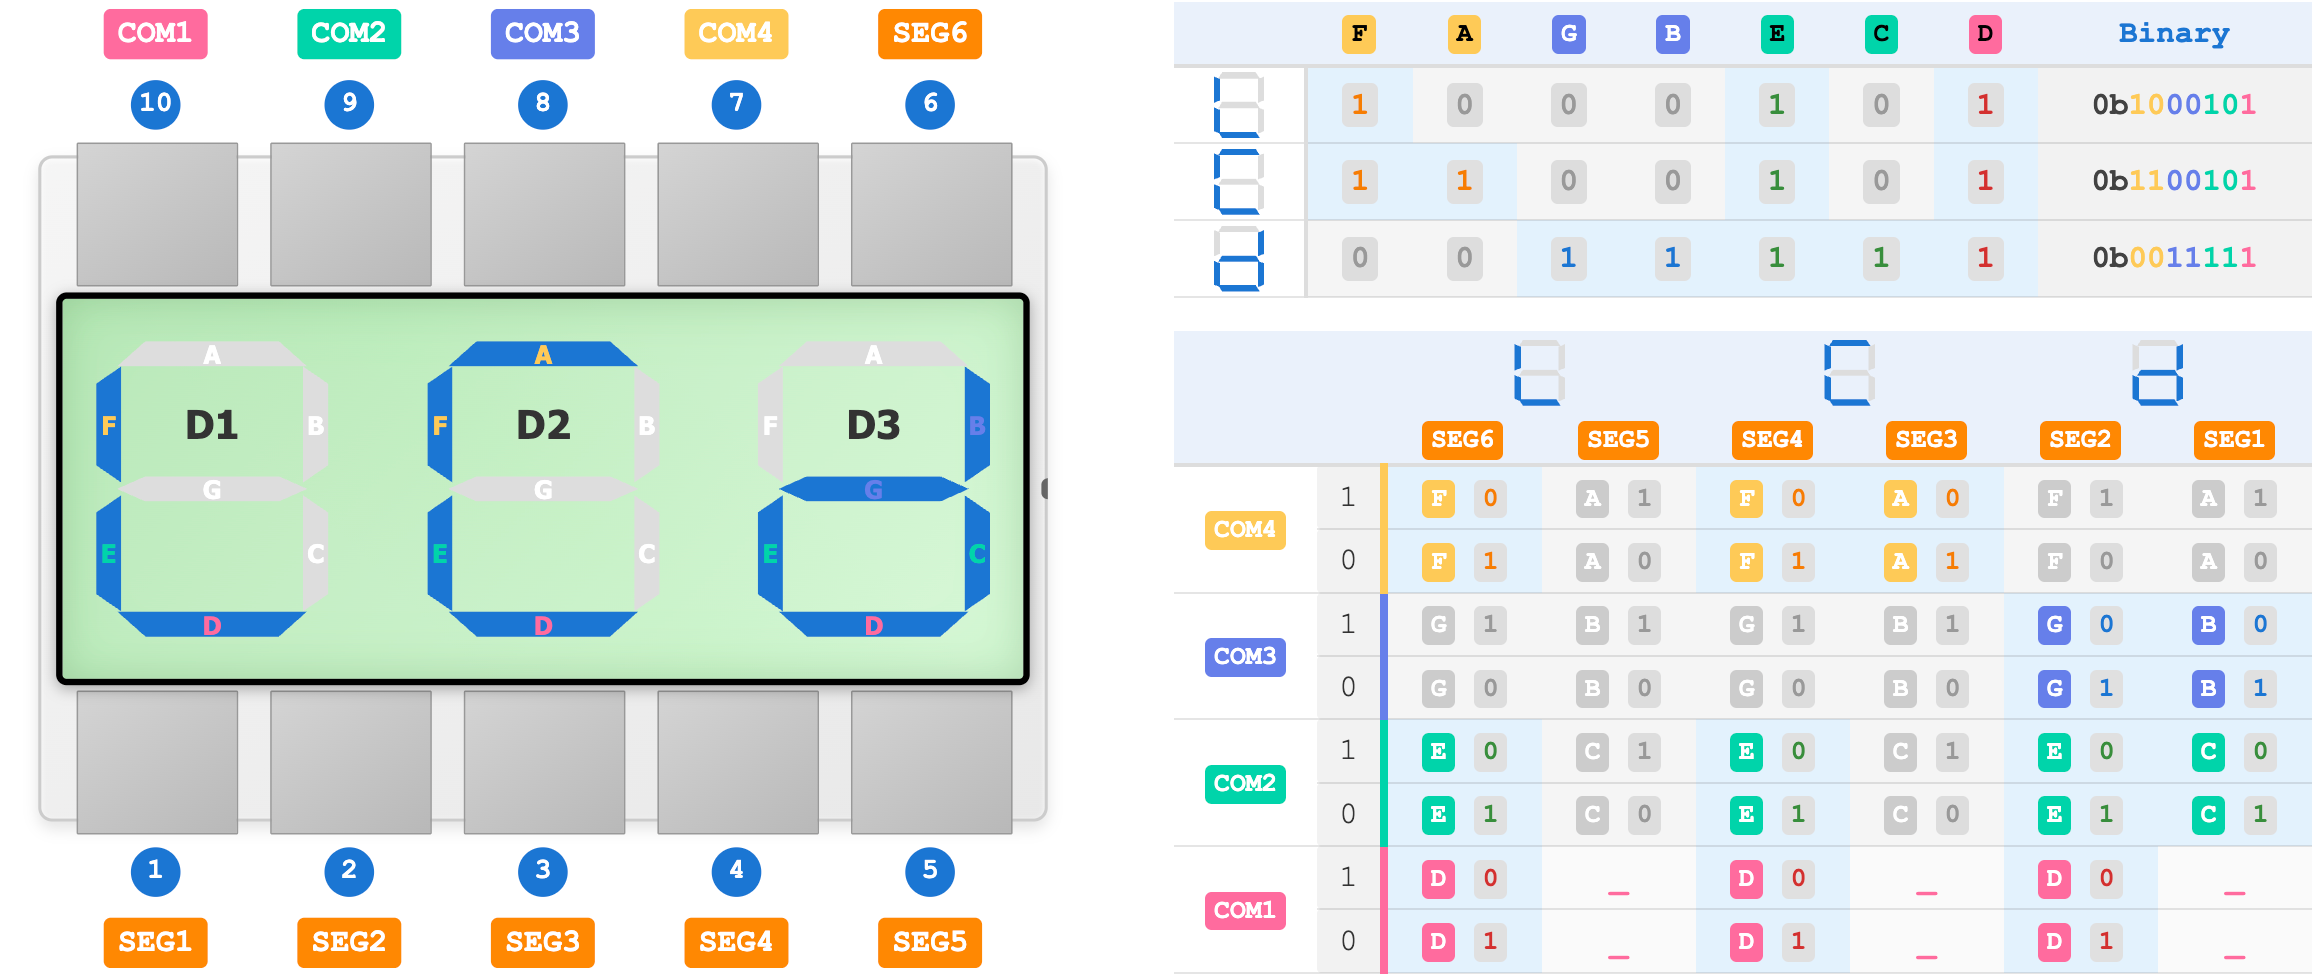 COM1 COM2 COM3 COM4 SEG6
10 9 8 7 6
A A A
F D1 B F D2 B F D3 B
G G G
E C E C E C
D D D
1 2 3 4 5
SEG1 SEG2 SEG3 SEG4 SEG5
F A G B E C D Binary
1 0 0 0 1 0 1 0b1000101
1 1 0 0 1 0 1 0b1100101
0 0 1 1 1 1 1 0b0011111
SEG6 SEG5 SEG4 SEG3 SEG2 SEG1
COM4
1 F 0 A 1 F 0 A 0 F 1 A 1
0 F 1 A 0 F 1 A 1 F 0 A 0
COM3
1 G 1 B 1 G 1 B 1 G 0 B 0
0 G 0 B 0 G 0 B 0 G 1 B 1
COM2
1 E 0 C 1 E 0 C 1 E 0 C 0
0 E 1 C 0 E 1 C 0 E 1 C 1
COM1
1 D 0 _ D 0 _ D 0 _
0 D 1 _ D 1 _ D 1 _